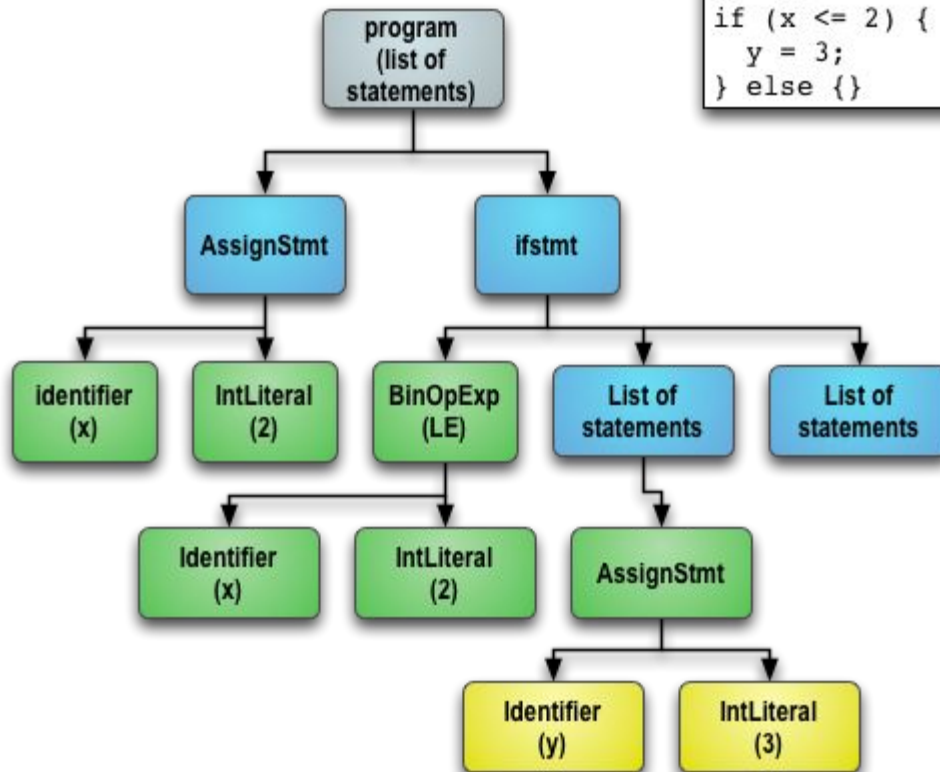 if (x <= 2) {
y = 3;
} else {}
program
(list of
statements)
AssignStmt
ifstmt
identifier
(x)
IntLiteral
(2)
BinOpExp
(LE)
List of
statements
List of
statements
Identifier
(x)
IntLiteral
(2)
AssignStmt
Identifier
(y)
IntLiteral
(3)